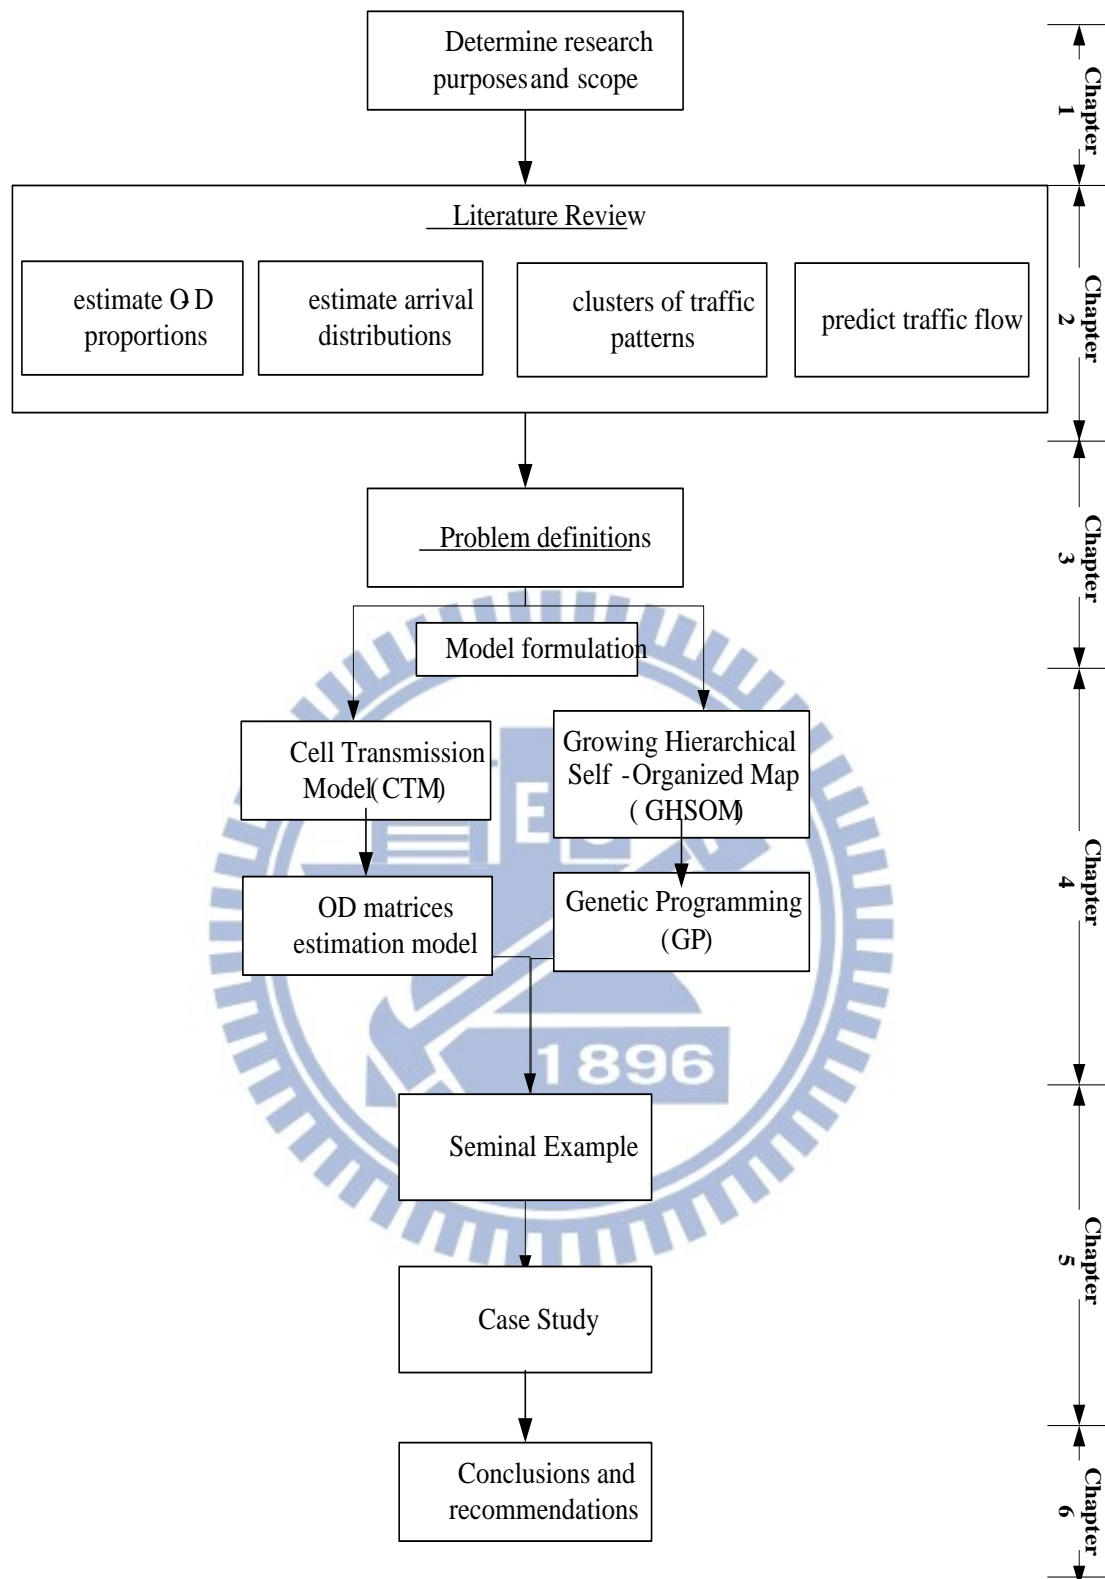 Determine research
purposes and scope
Chapter
1
Literature Review
estimate O-D
proportions
estimate arrival
distributions
clusters of traffic
patterns
predict traffic flow
Chapter
2
Problem definitions
Chapter
3
Model formulation
Cell Transmission
Model(CTM)
Growing Hierarchical
Self -Organized Map
( GHSOM)
OD matrices
estimation model
Genetic Programming
(GP)
Chapter
4
1896
Seminal Example
Case Study
Chapter
5
Conclusions and
recommendations
Chapter
6